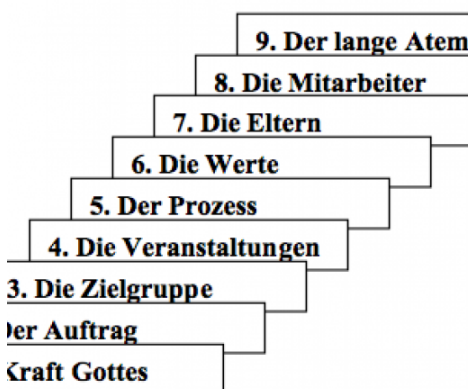 9. Der lange Atem
8. Die Mitarbeiter
7. Die Eltern
6. Die Werte
5. Der Prozess
4. Die Veranstaltungen
3. Die Zielgruppe
Der Auftrag
Kraft Gottes